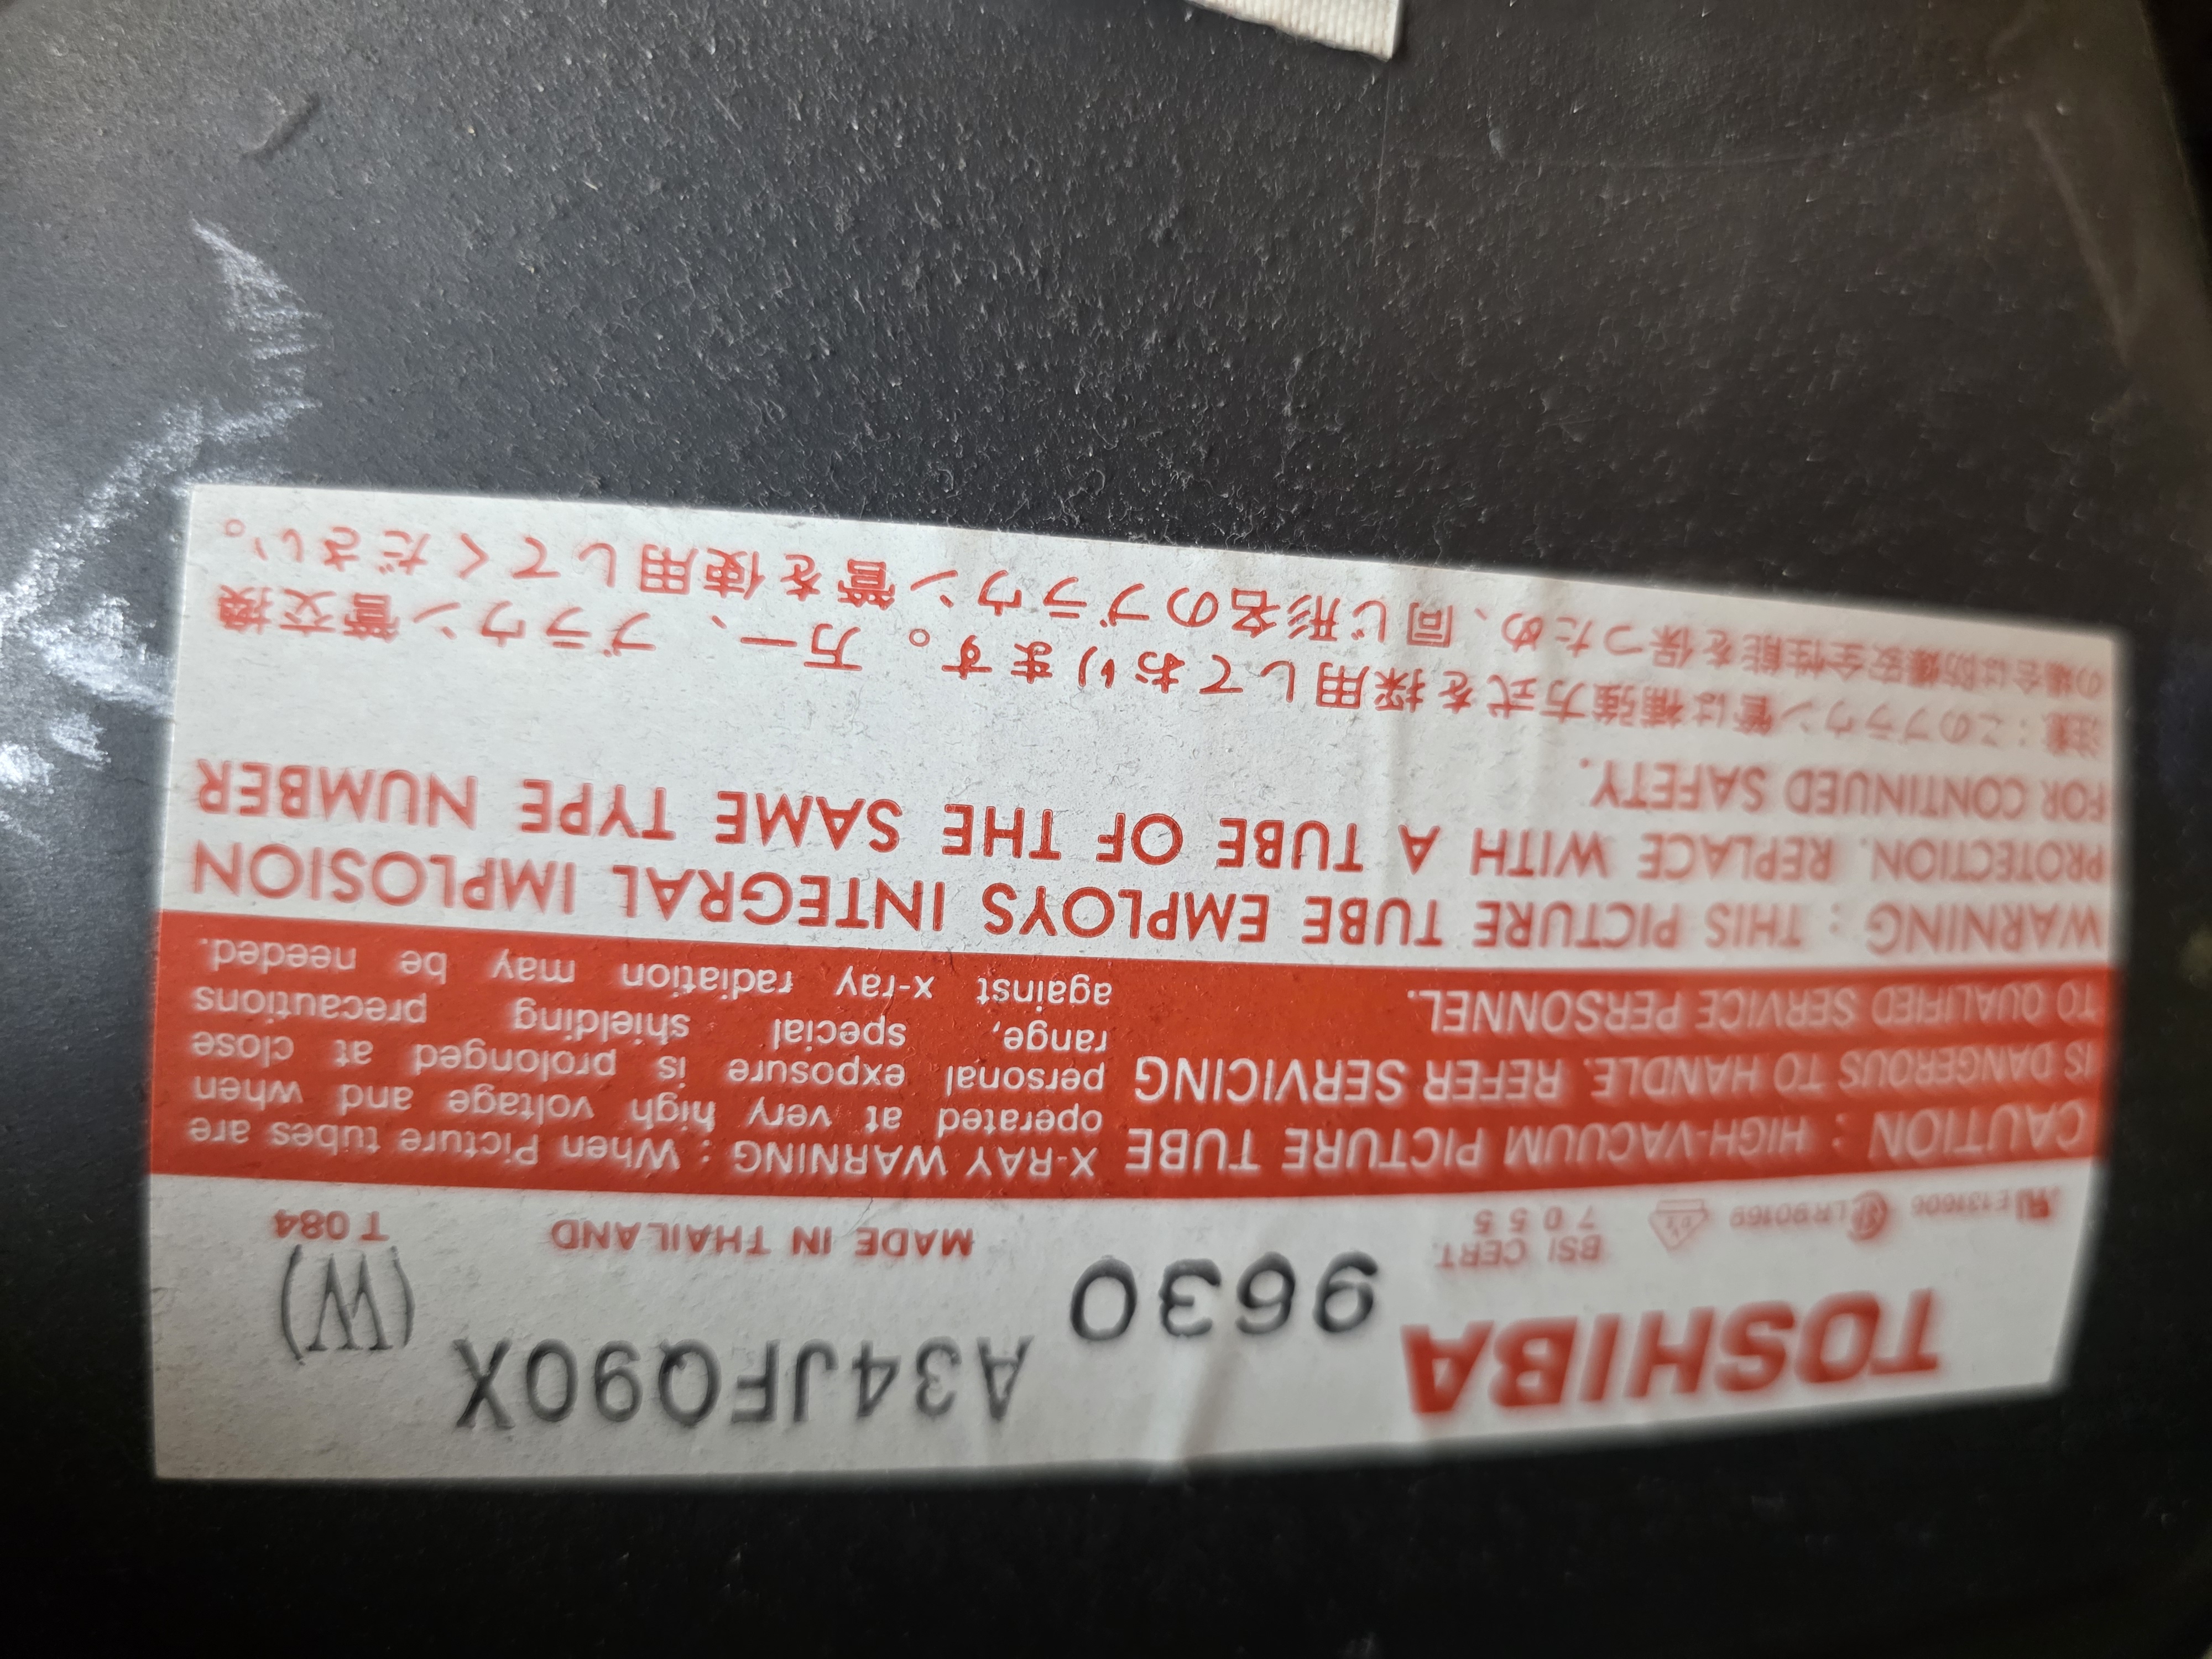 TOSHIBA
A34JFQ90X
(W)
9630
BSI CERT.
7 0 5 5
MADE IN THAILAND
T 084
E131606
LR90169
CAUTION : HIGH-VACUUM PICTURE TUBE
IS DANGEROUS TO HANDLE. REFER SERVICING
TO QUALIFIED SERVICE PERSONNEL.
X-RAY WARNING : When Picture tubes are
operated at very high voltage and when
personal exposure is prolonged at close
range, special shielding precautions
against x-ray radiation may be needed.
WARNING : THIS PICTURE TUBE EMPLOYS INTEGRAL IMPLOSION
PROTECTION. REPLACE WITH A TUBE OF THE SAME TYPE NUMBER
FOR CONTINUED SAFETY.
注意：このブラウン管は補強方式を採用しております。万一、ブラウン管交換
の場合は防爆安全性能を保つため、同じ形名のブラウン管を使用してください。